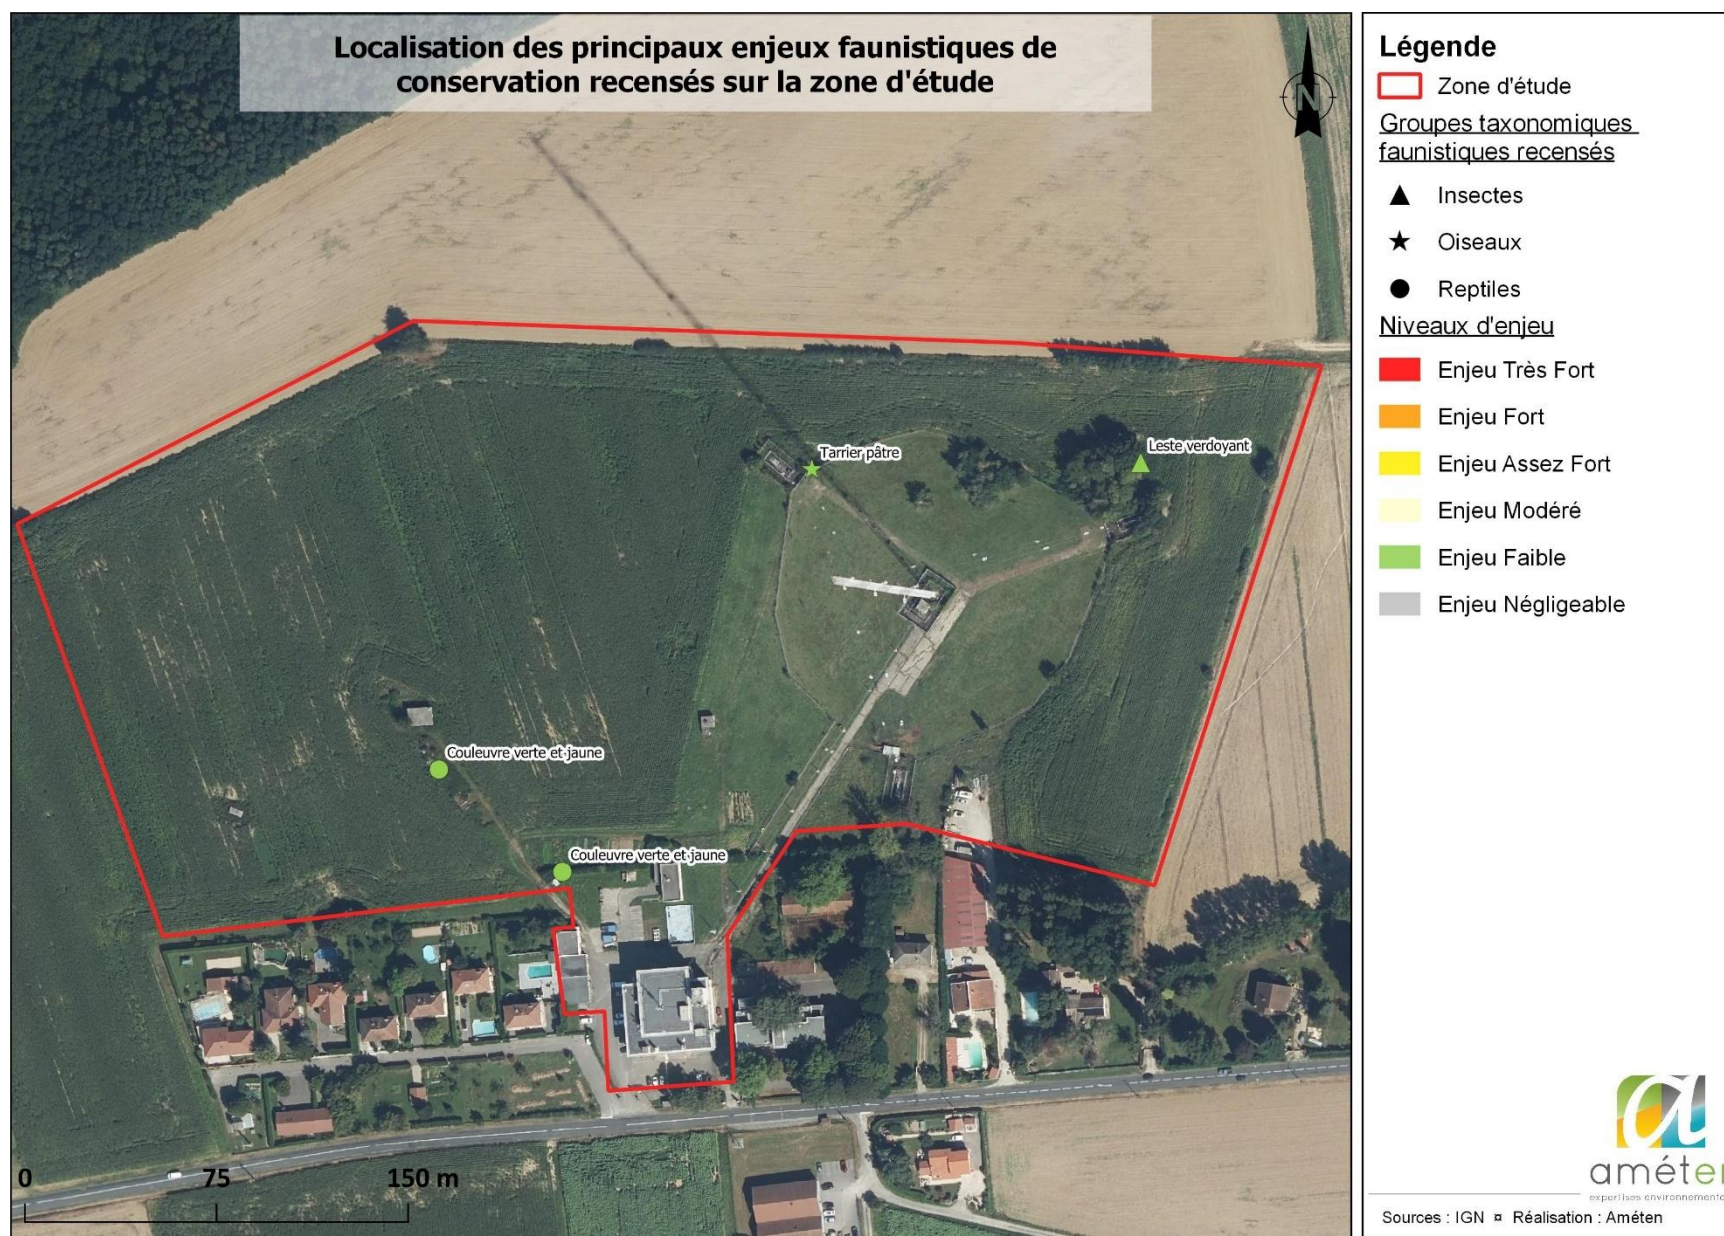 Localisation des principaux enjeux faunistiques de
conservation recensés sur la zone d'étude
N
Tarrier pâtre
Leste verdoyant
Couleuvre verte et jaune
Couleuvre verte et jaune
0 75 150 m
Légende
Zone d'étude
Groupes taxonomiques
faunistiques recensés
Insectes
Oiseaux
Reptiles
Niveaux d'enjeu
Enjeu Très Fort
Enjeu Fort
Enjeu Assez Fort
Enjeu Modéré
Enjeu Faible
Enjeu Négligeable
a
améte
expertises
Sources : IGN ¤ Réalisation : Améten